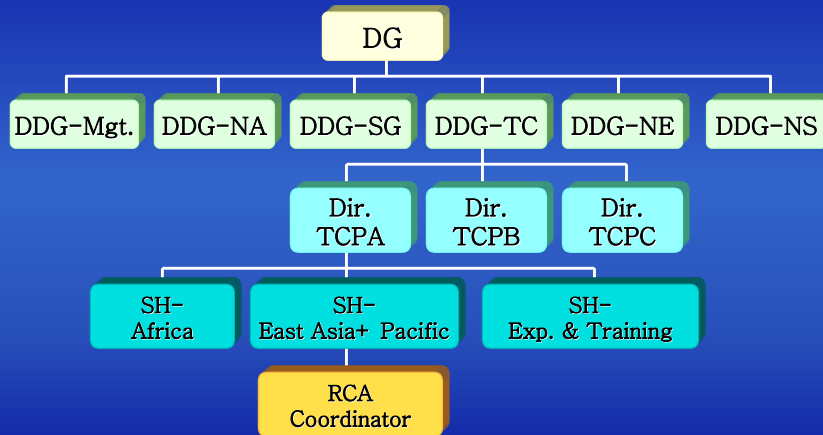 DG
DDG-Mgt.
DDG-NA
DDG-SG
DDG-TC
DDG-NE
DDG-NS
Dir.
TCPA
Dir.
TCPB
Dir.
TCPC
SH-
Africa
SH-
East Asia+ Pacific
SH-
Exp. & Training
RCA
Coordinator